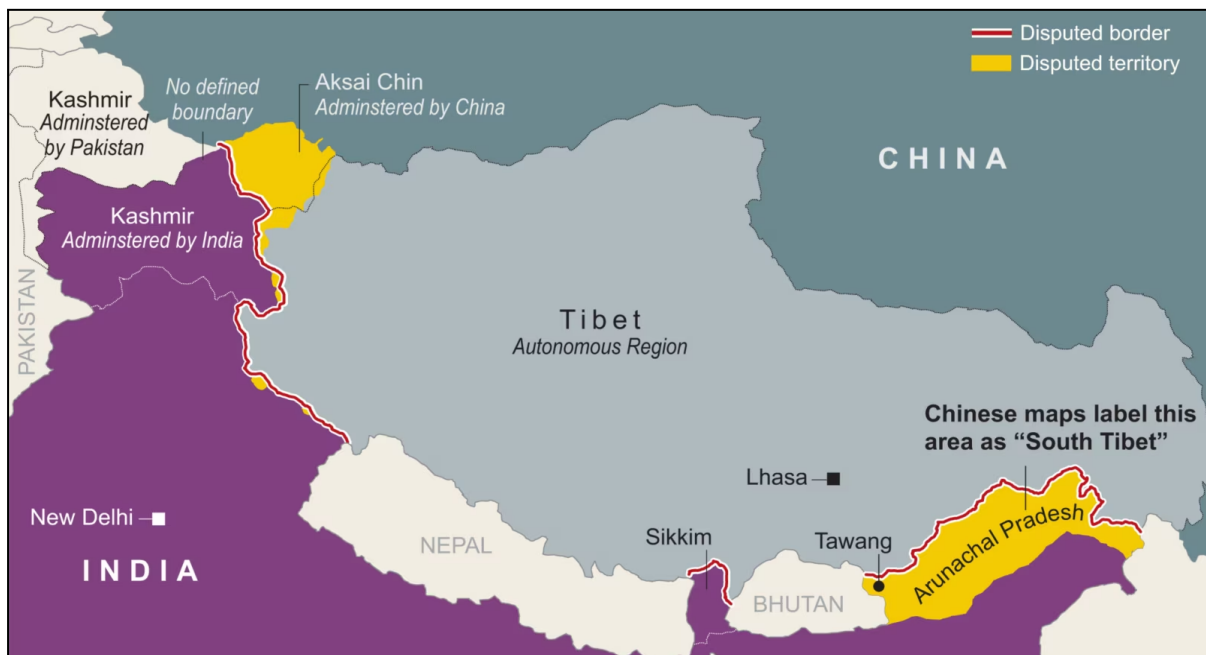 Disputed border
Disputed territory
No defined
boundary
Aksai Chin
Adminstered by China
Kashmir
Adminstered
by Pakistan
CHINA
Kashmir
Adminstered by India
PAKISTAN
Tibet
Autonomous Region
Chinese maps label this
area as “South Tibet”
Lhasa
New Delhi
NEPAL
Sikkim
Tawang
Arunachal Pradesh
INDIA
BHUTAN